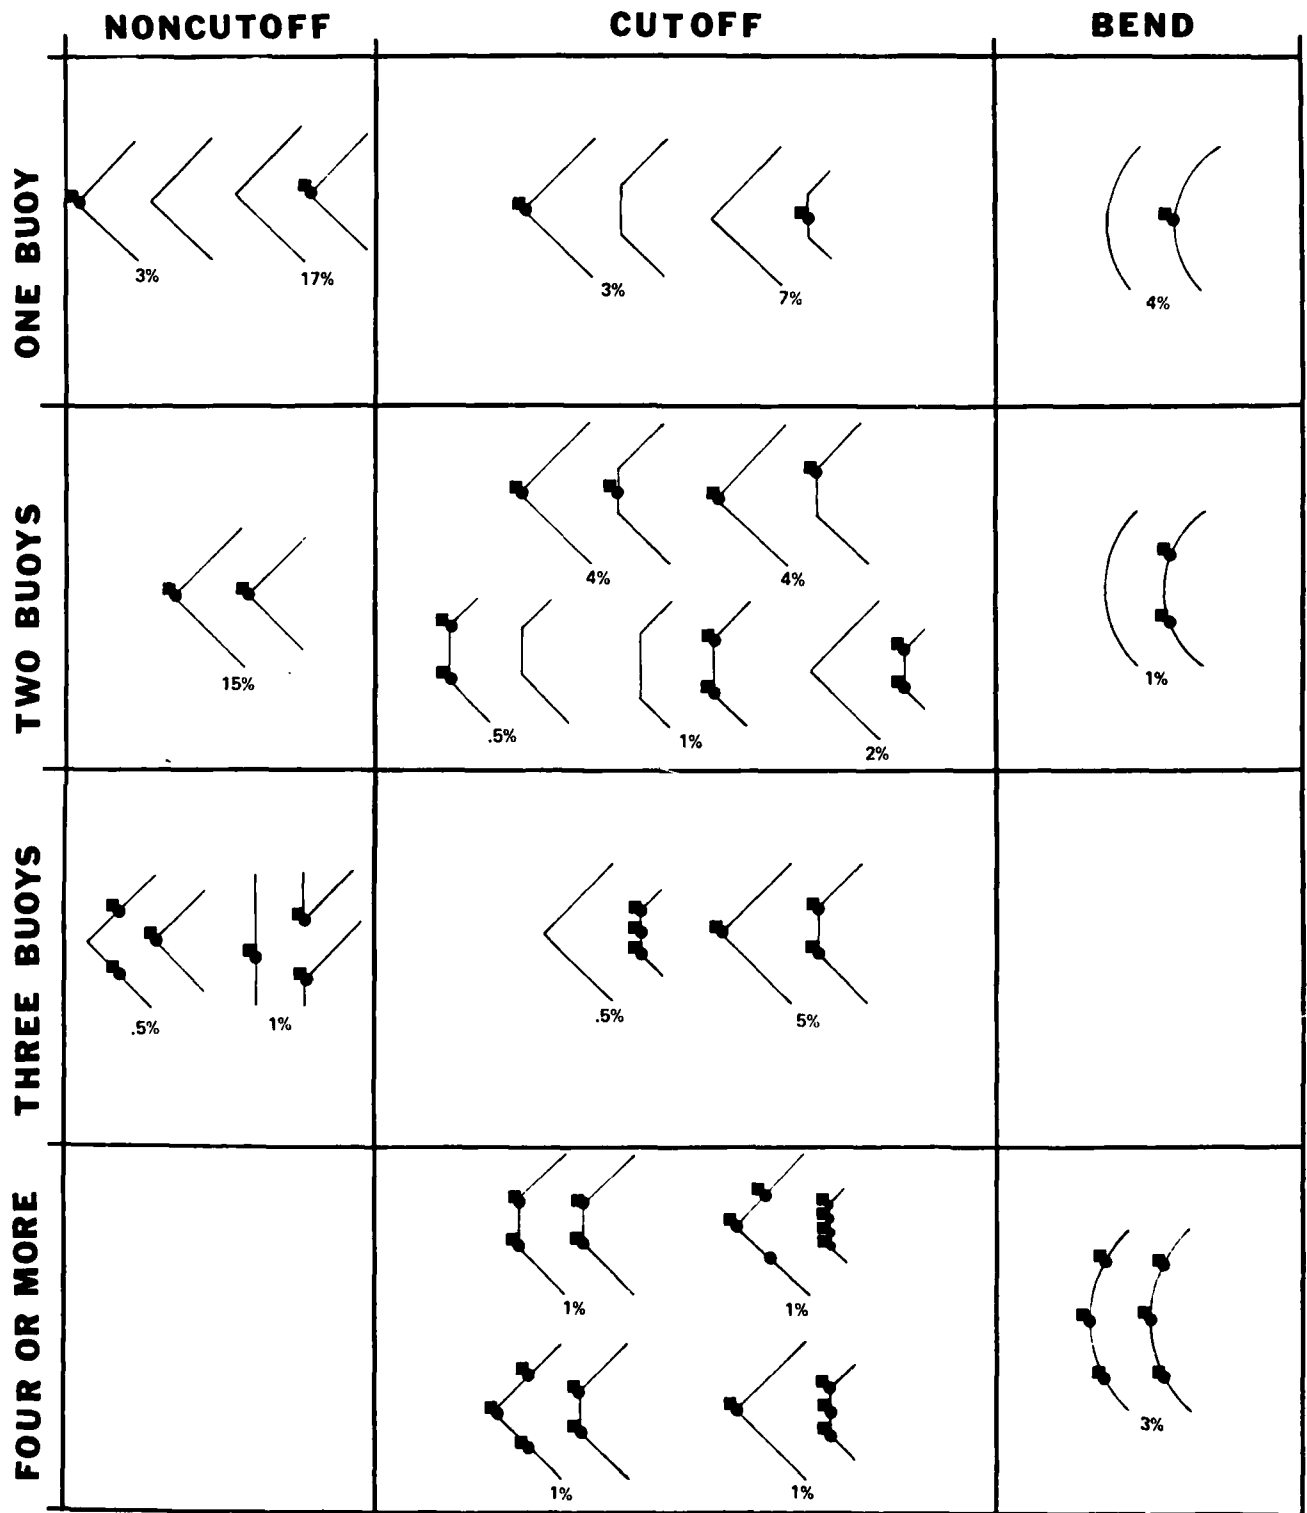 NONCUTOFF CUTOFF BEND
ONE BUOY
3% 17% 3% 7% 4%
TWO BUOYS
4% 4%
15% .5% 1% 2% 1%
THREE BUOYS
.5% 1% .5% 5%
FOUR OR MORE
1% 1%
1% 1% 3%